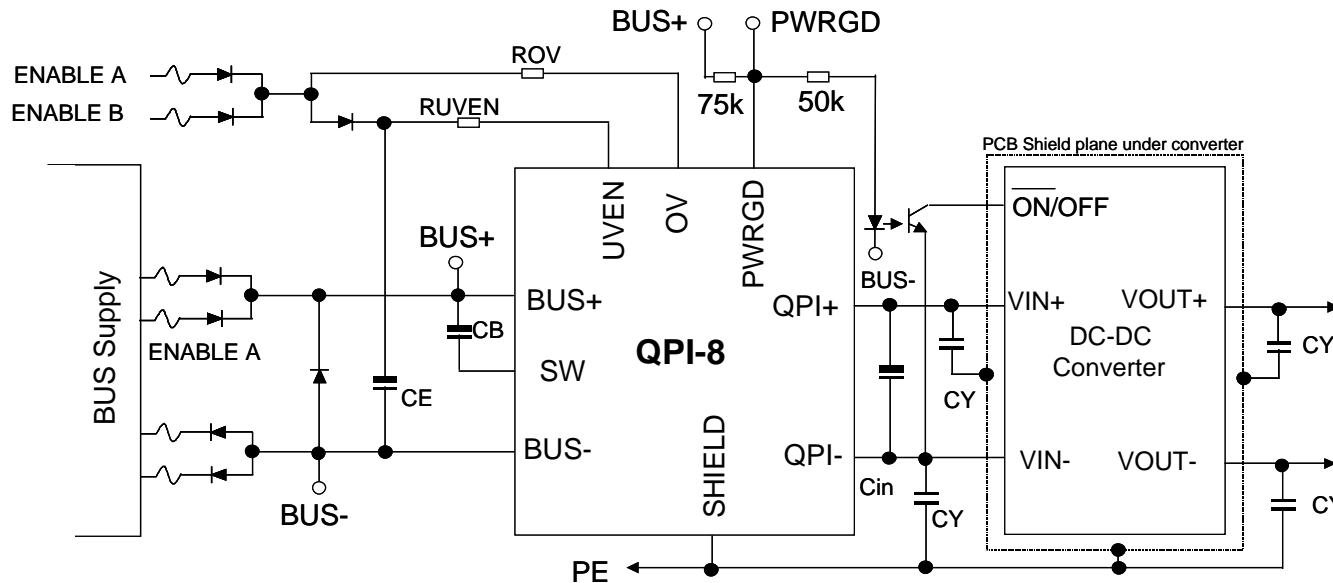 BUS+
PWRGD
ROV
ENABLE A
ENABLE B
RUVEN
75k
50k
PCB Shield plane under converter
UVEN
OV
PWRGD
ON/OFF
BUS+
BUS-
BUS Supply
BUS+
QPI+
VIN+
VOUT+
CB
QPI-8
DC-DC
Converter
ENABLE A
SW
CE
CY
CY
BUS-
SHIELD
QPI-
VIN-
VOUT-
Cin
BUS-
CY
CY
PE